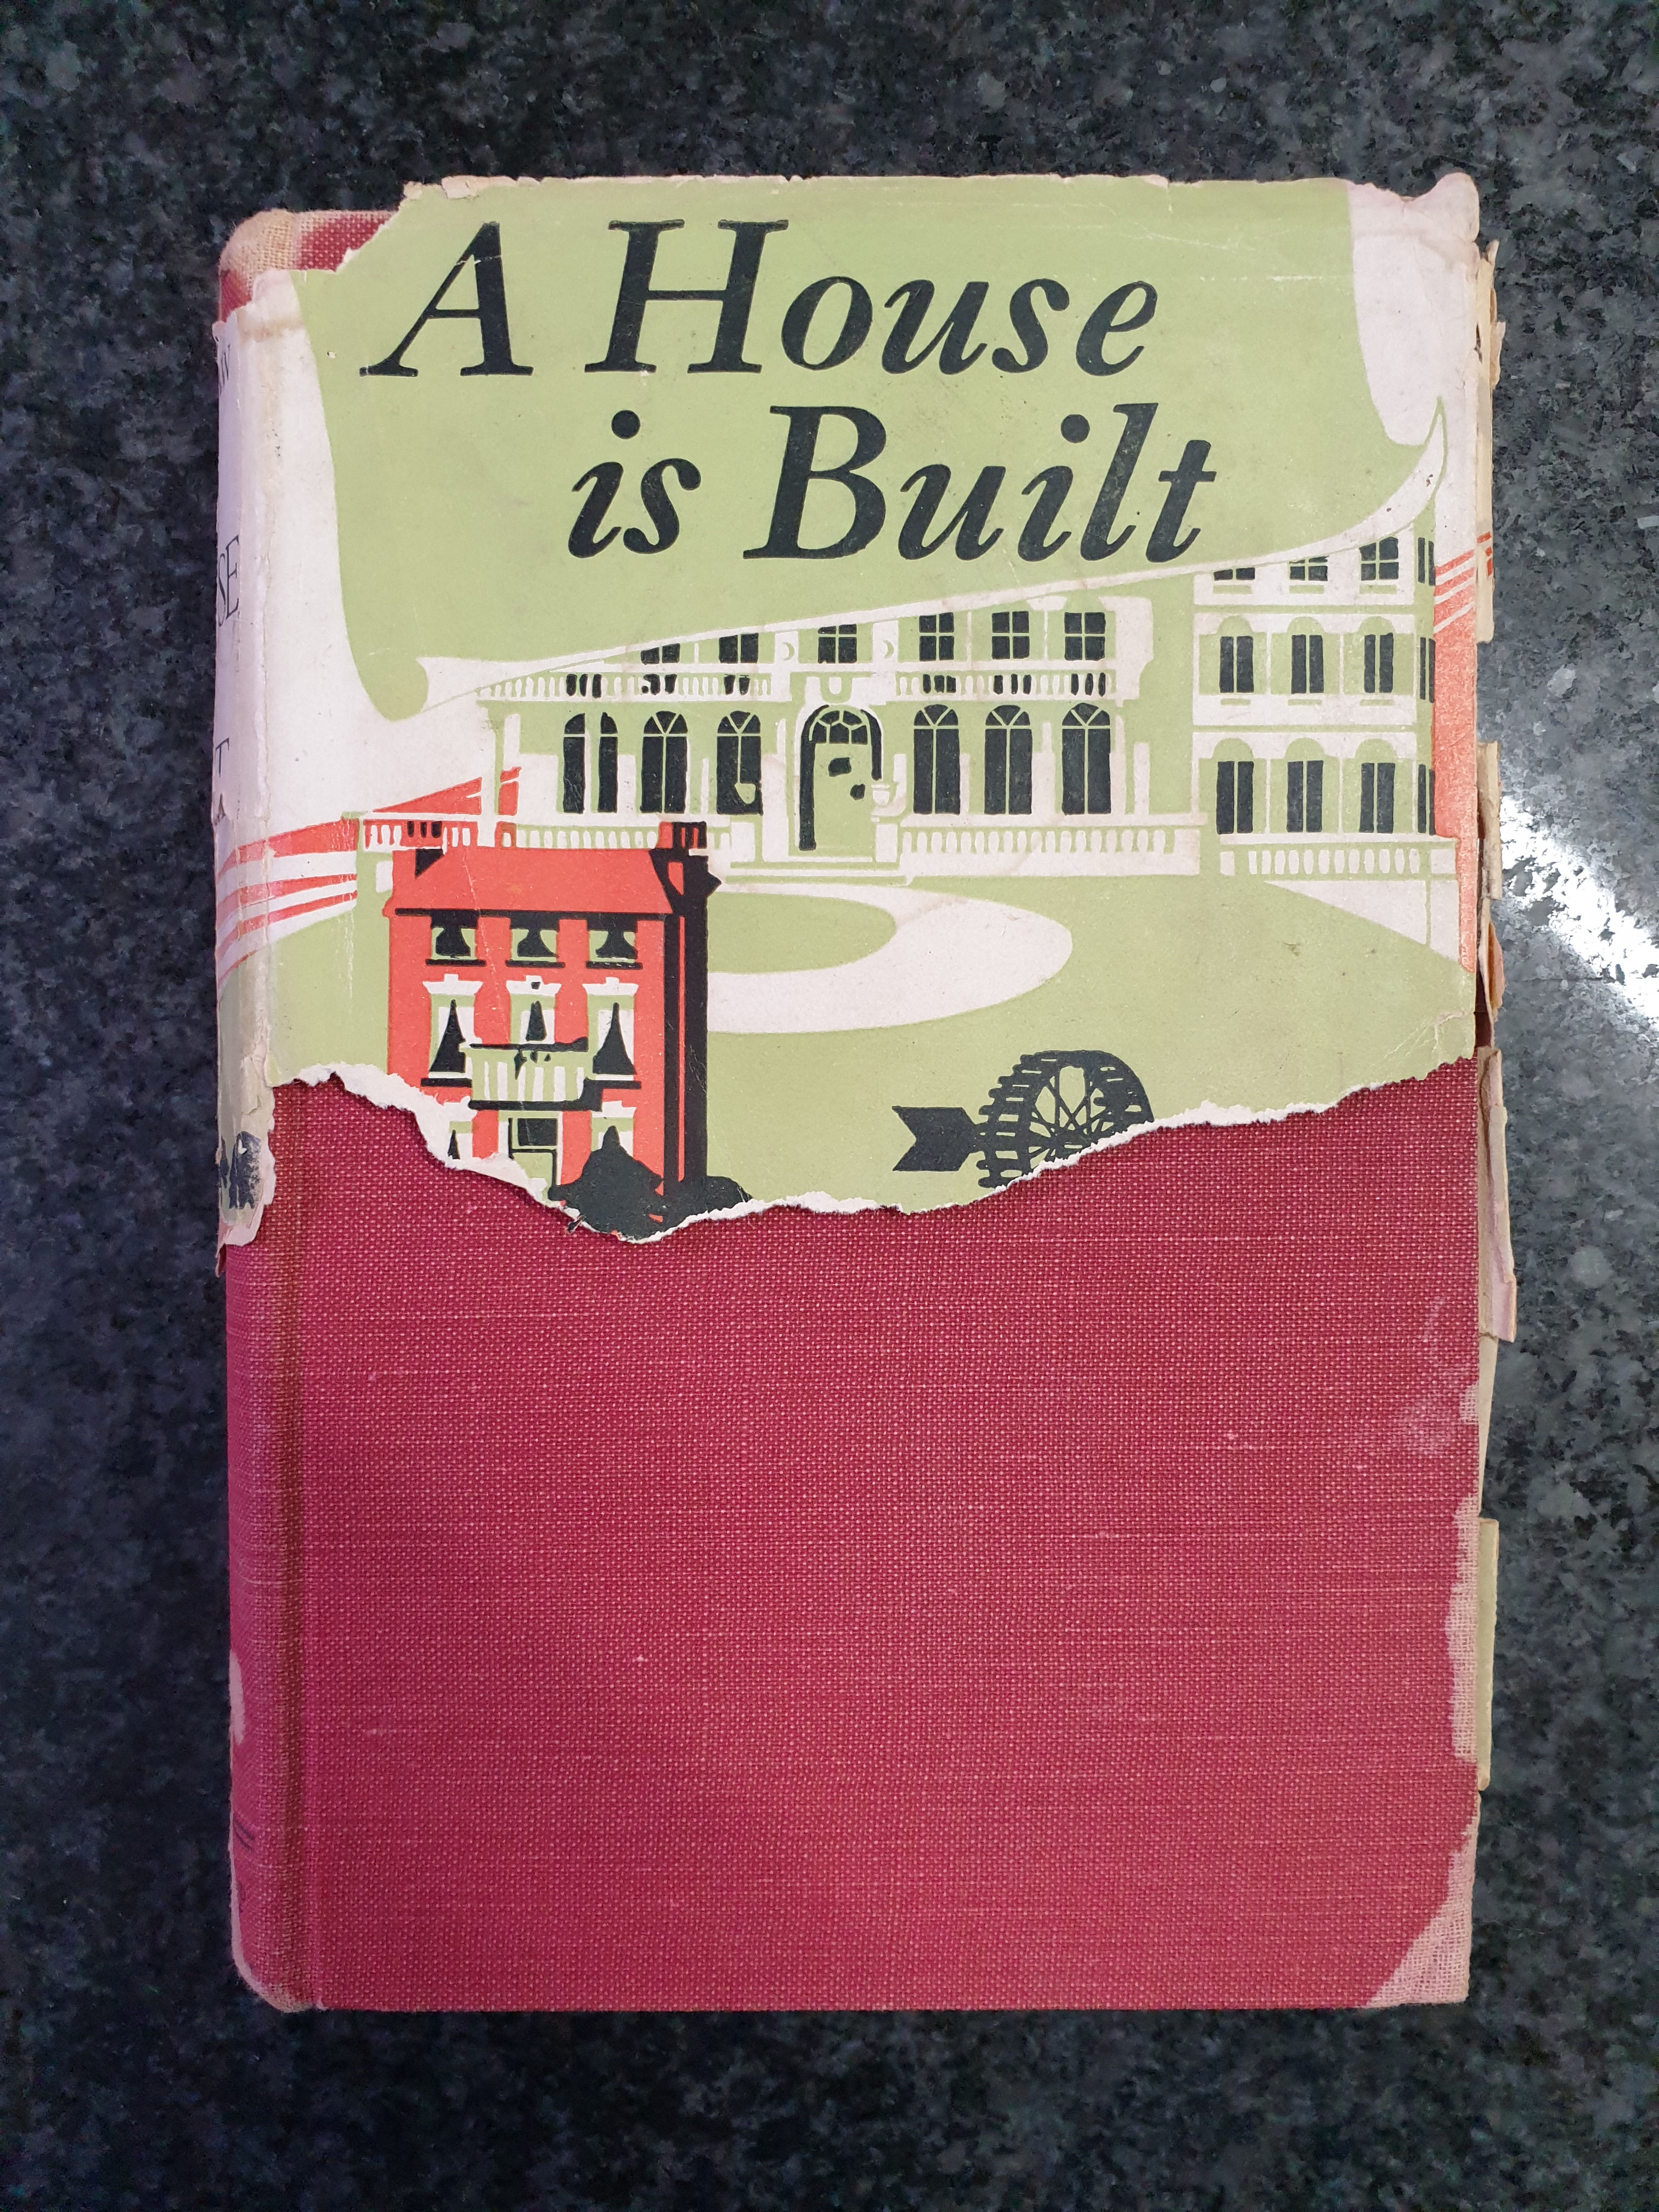 A House
is Built